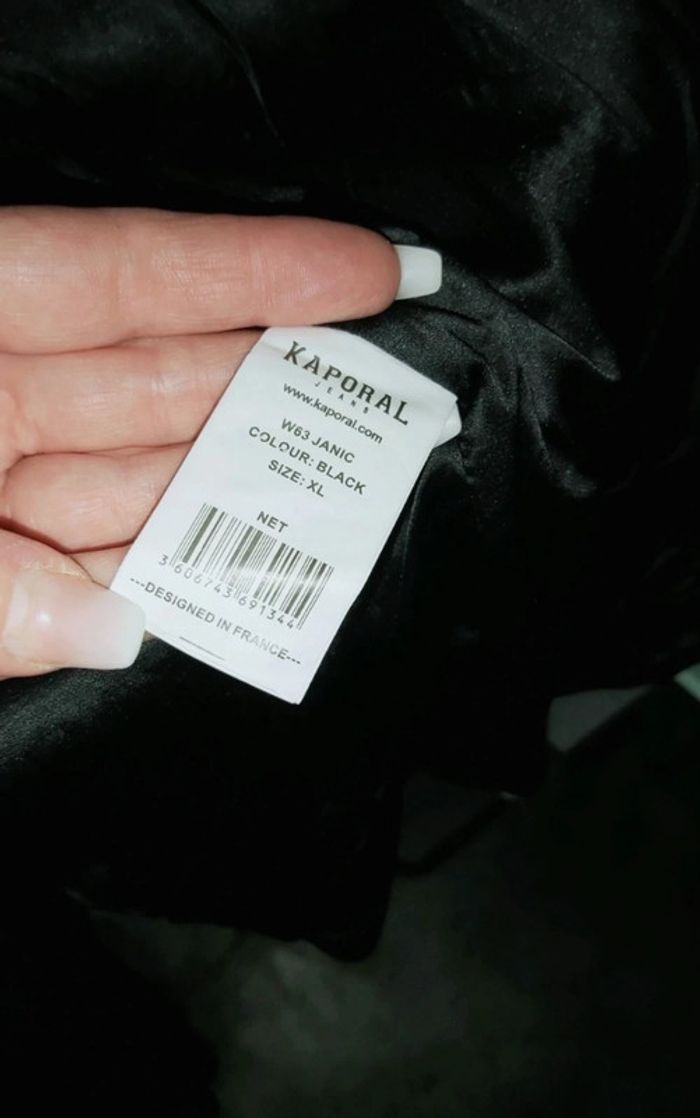 KAPORAL
JEANS
www.kaporal.com
W63 JANIC
COLOUR: BLACK
SIZE: XL
NET
3 606743 691344
---DESIGNED IN FRANCE---